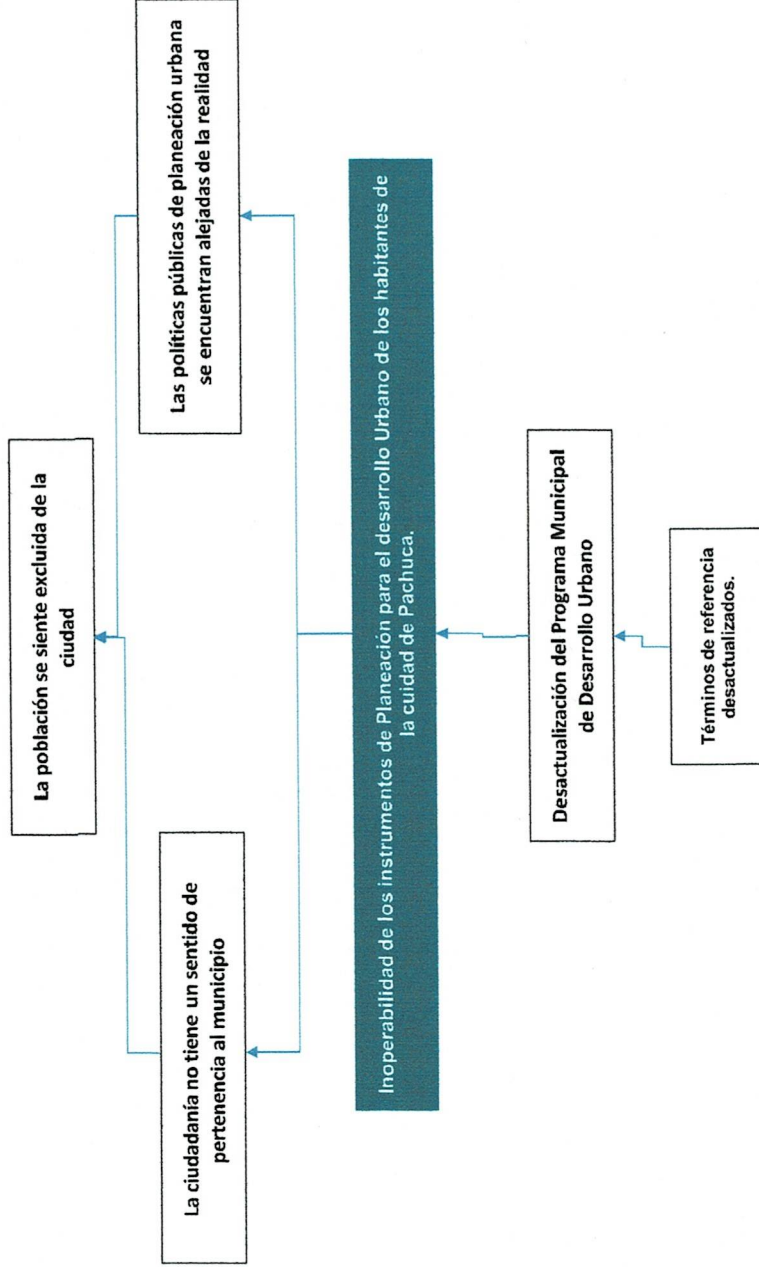 La población se siente excluida de la
ciudad
La ciudadanía no tiene un sentido de
pertenencia al municipio
Las políticas públicas de planeación urbana
se encuentran alejadas de la realidad
Inoperabilidad de los instrumentos de Planeación para el desarrollo Urbano de los habitantes de
la cuidad de Pachuca.
Desactualización del Programa Municipal
de Desarrollo Urbano
Términos de referencia
desactualizados.